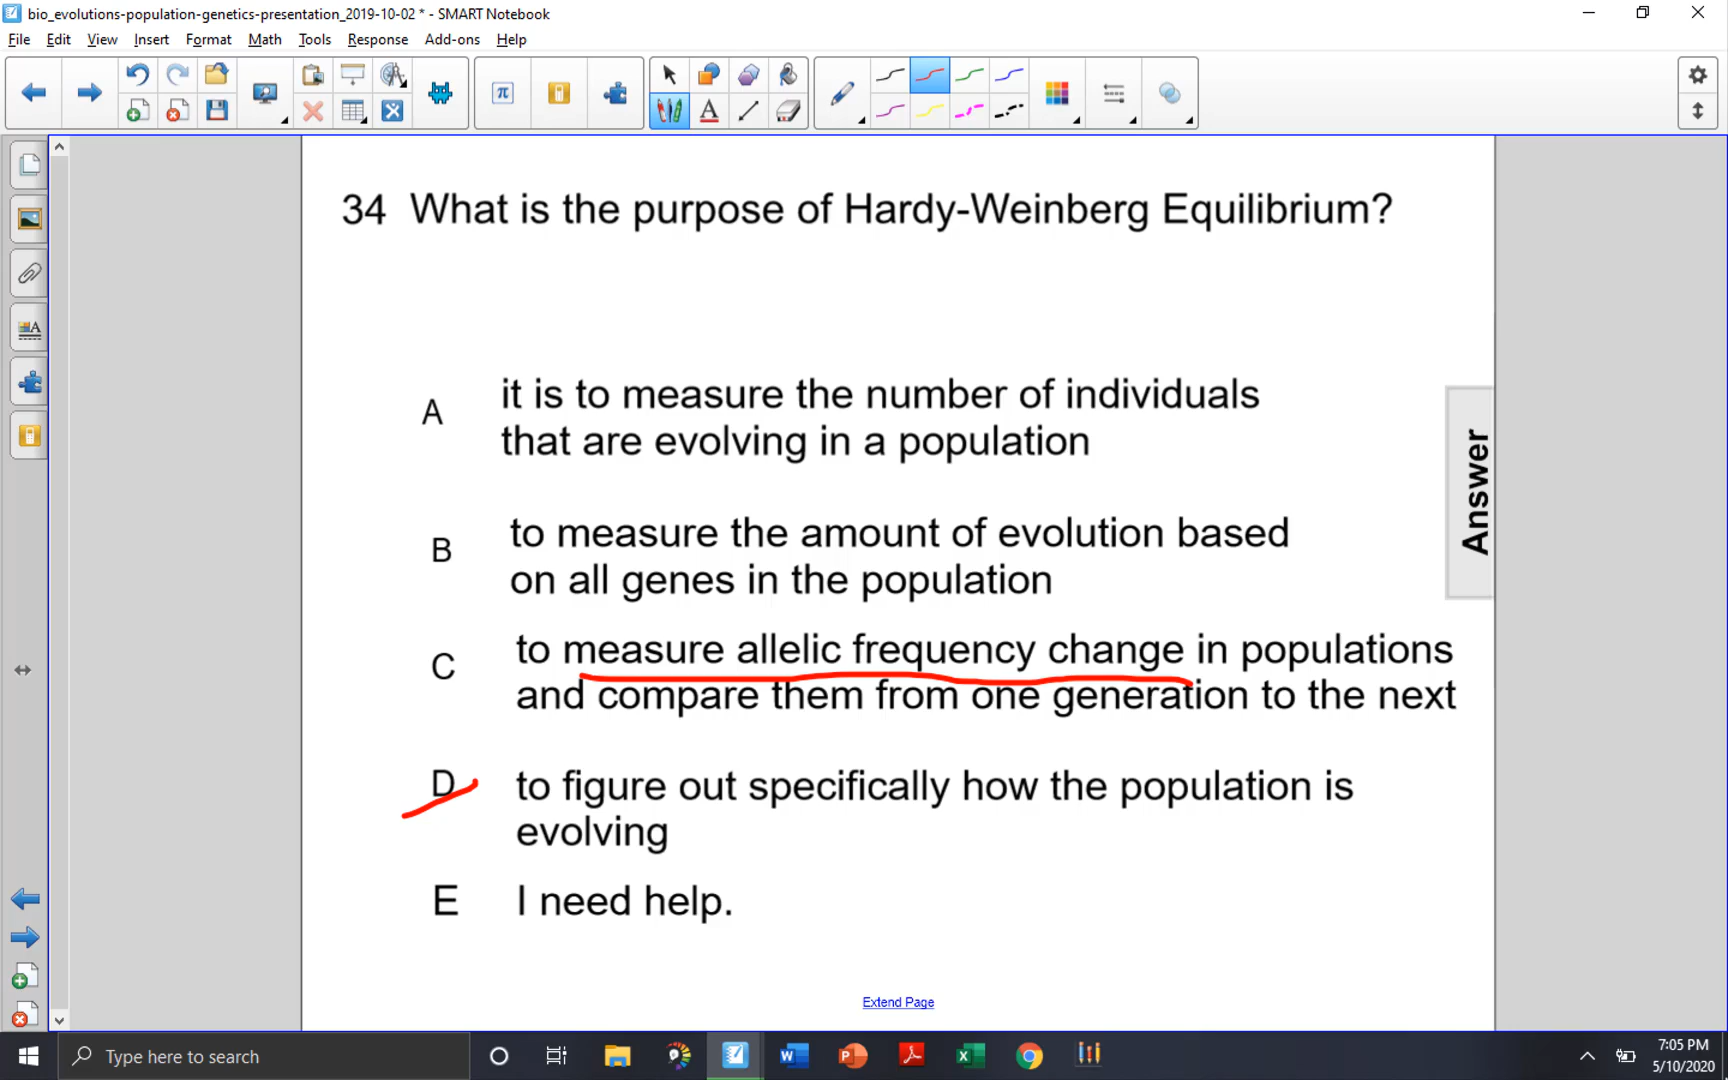 bio_evolutions-population-genetics-presentation_2019-10-02 * - SMART Notebook
File Edit View Insert Format Math Tools Response Add-ons Help
34 What is the purpose of Hardy-Weinberg Equilibrium?
A it is to measure the number of individuals
that are evolving in a population
B to measure the amount of evolution based
on all genes in the population
C to measure allelic frequency change in populations
and compare them from one generation to the next
D to figure out specifically how the population is
evolving
E I need help.
Answer
Extend Page
Type here to search
7:05 PM
5/10/2020